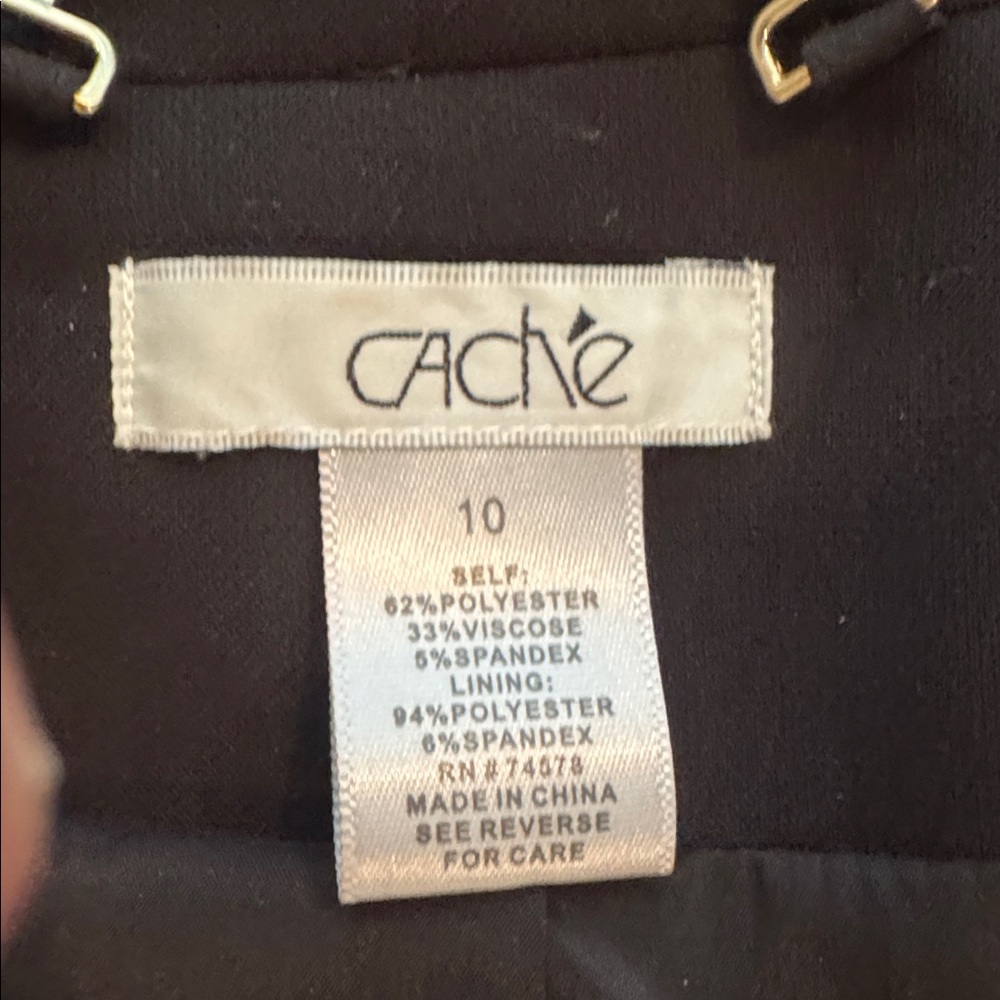 CAché
10
SELF:
62%POLYESTER
33%VISCOSE
5%SPANDEX
LINING:
94%POLYESTER
6%SPANDEX
RN # 74578
MADE IN CHINA
SEE REVERSE
FOR CARE